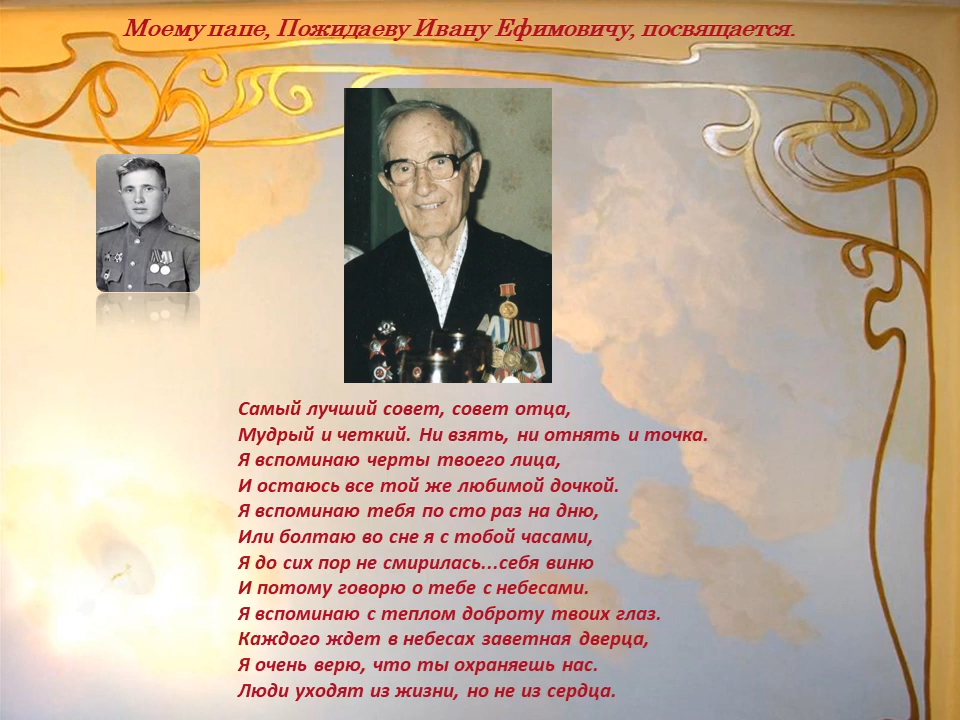 Моему папе, Пожидаеву Ивану Ефимовичу, посвящается.
Самый лучший совет, совет отца,
Мудрый и четкий. Ни взять, ни отнять и точка.
Я вспоминаю черты твоего лица,
И остаюсь все той же любимой дочкой.
Я вспоминаю тебя по сто раз на дню,
Или болтаю во сне я с тобой часами,
Я до сих пор не смирилась...себя виню
И потому говорю о тебе с небесами.
Я вспоминаю с теплом доброту твоих глаз.
Каждого ждет в небесах заветная дверца,
Я очень верю, что ты охраняешь нас.
Люди уходят из жизни, но не из сердца.